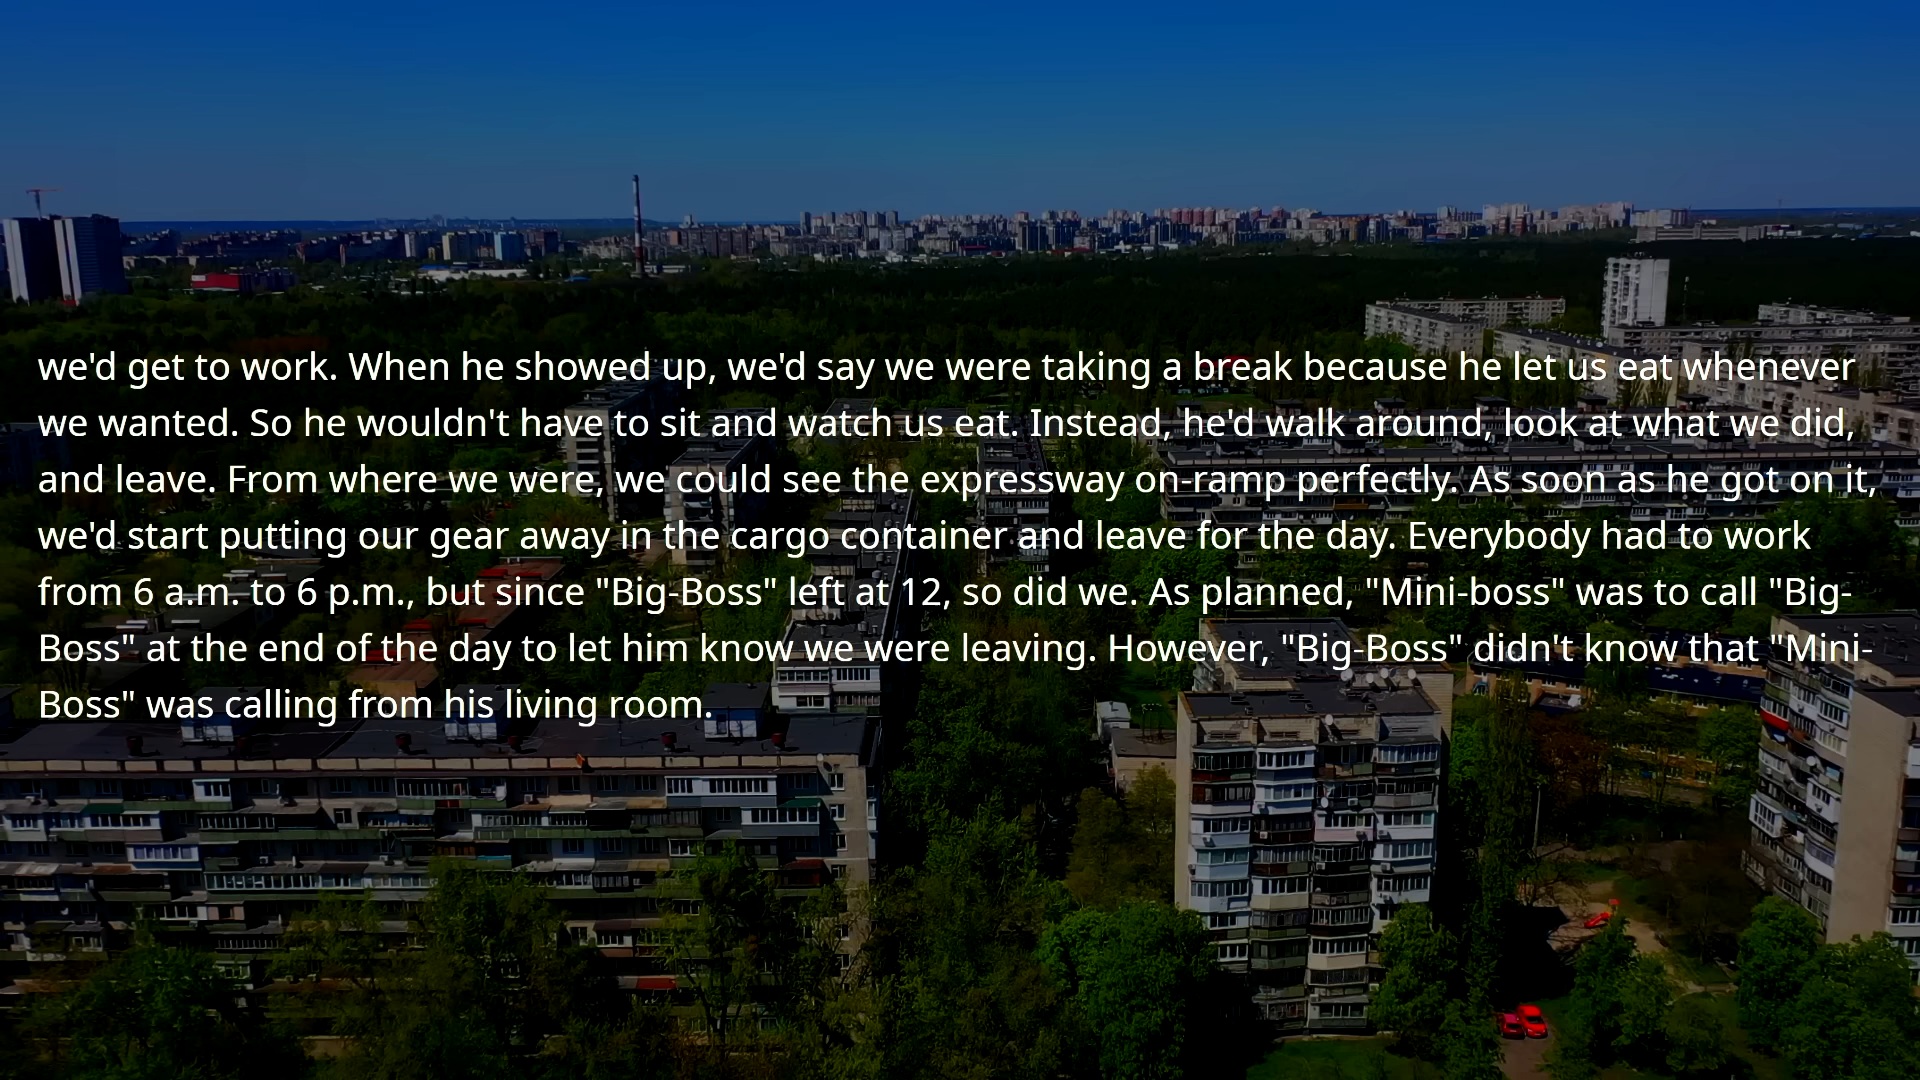 we'd get to work. When he showed up, we'd say we were taking a break because he let us eat whenever
we wanted. So he wouldn't have to sit and watch us eat. Instead, he'd walk around, look at what we did,
and leave. From where we were, we could see the expressway on-ramp perfectly. As soon as he got on it,
we'd start putting our gear away in the cargo container and leave for the day. Everybody had to work
from 6 a.m. to 6 p.m., but since "Big-Boss" left at 12, so did we. As planned, "Mini-boss" was to call "Big-
Boss" at the end of the day to let him know we were leaving. However, "Big-Boss" didn't know that "Mini-
Boss" was calling from his living room.